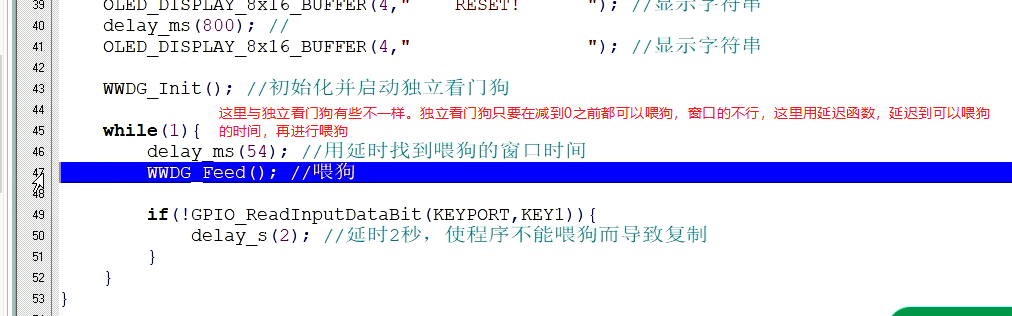 39 OLED_DISPLAY_8x16_BUFFER(4,"    RESET!      "); //显示字符串
40 delay_ms(800); //
41 OLED_DISPLAY_8x16_BUFFER(4,"                "); //显示字符串
42
43 WWDG_Init(); //初始化并启动独立看门狗
44 这里与独立看门狗有些不一样。独立看门狗只要在减到0之前都可以喂狗，窗口的不行，这里用延迟函数，延迟到可以喂狗
45 while(1){ 的时间，再进行喂狗
46 delay_ms(54); //用延时找到喂狗的窗口时间
47 WWDG_Feed(); //喂狗
48
49 if(!GPIO_ReadInputDataBit(KEYPORT,KEY1)){
50 delay_s(2); //延时2秒，使程序不能喂狗而导致复制
51 }
52 }
53 }